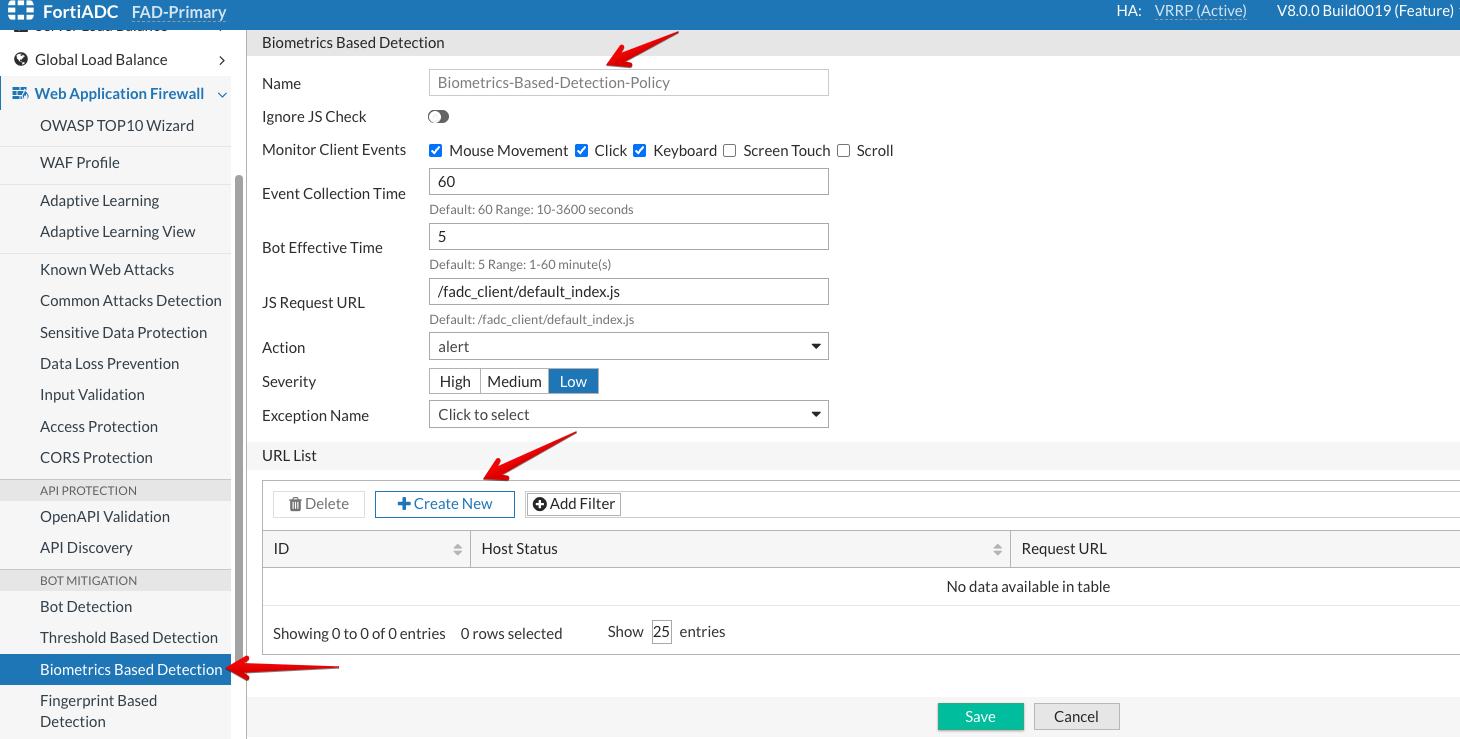 FortiADC FAD-Primary HA: VRRP (Active) V8.0.0 Build0019 (Feature)
Server Load Balance
Global Load Balance
Web Application Firewall
OWASP TOP10 Wizard
WAF Profile
Adaptive Learning
Adaptive Learning View
Known Web Attacks
Common Attacks Detection
Sensitive Data Protection
Data Loss Prevention
Input Validation
Access Protection
CORS Protection
API PROTECTION
OpenAPI Validation
API Discovery
BOT MITIGATION
Bot Detection
Threshold Based Detection
Biometrics Based Detection
Fingerprint Based
Detection
Biometrics Based Detection
Name Biometrics-Based-Detection-Policy
Ignore JS Check
Monitor Client Events Mouse Movement Click Keyboard Screen Touch Scroll
Event Collection Time 60
Default: 60 Range: 10-3600 seconds
Bot Effective Time 5
Default: 5 Range: 1-60 minute(s)
JS Request URL /fadc_client/default_index.js
Default: /fadc_client/default_index.js
Action alert
Severity High Medium Low
Exception Name Click to select
URL List
Delete Create New Add Filter
ID Host Status Request URL
No data available in table
Showing 0 to 0 of 0 entries 0 rows selected Show 25 entries
Save Cancel